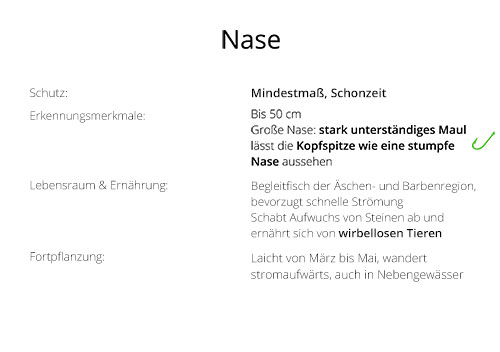 Nase
Schutz:
Mindestmaß, Schonzeit
Erkennungsmerkmale:
Bis 50 cm
Große Nase: stark unterständiges Maul
lässt die Kopfspitze wie eine stumpfe
Nase aussehen
Lebensraum & Ernährung:
Begleitfisch der Äschen- und Barbenregion,
bevorzugt schnelle Strömung
Schabt Aufwuchs von Steinen ab und
ernährt sich von wirbellosen Tieren
Fortpflanzung:
Laicht von März bis Mai, wandert
stromaufwärts, auch in Nebengewässer